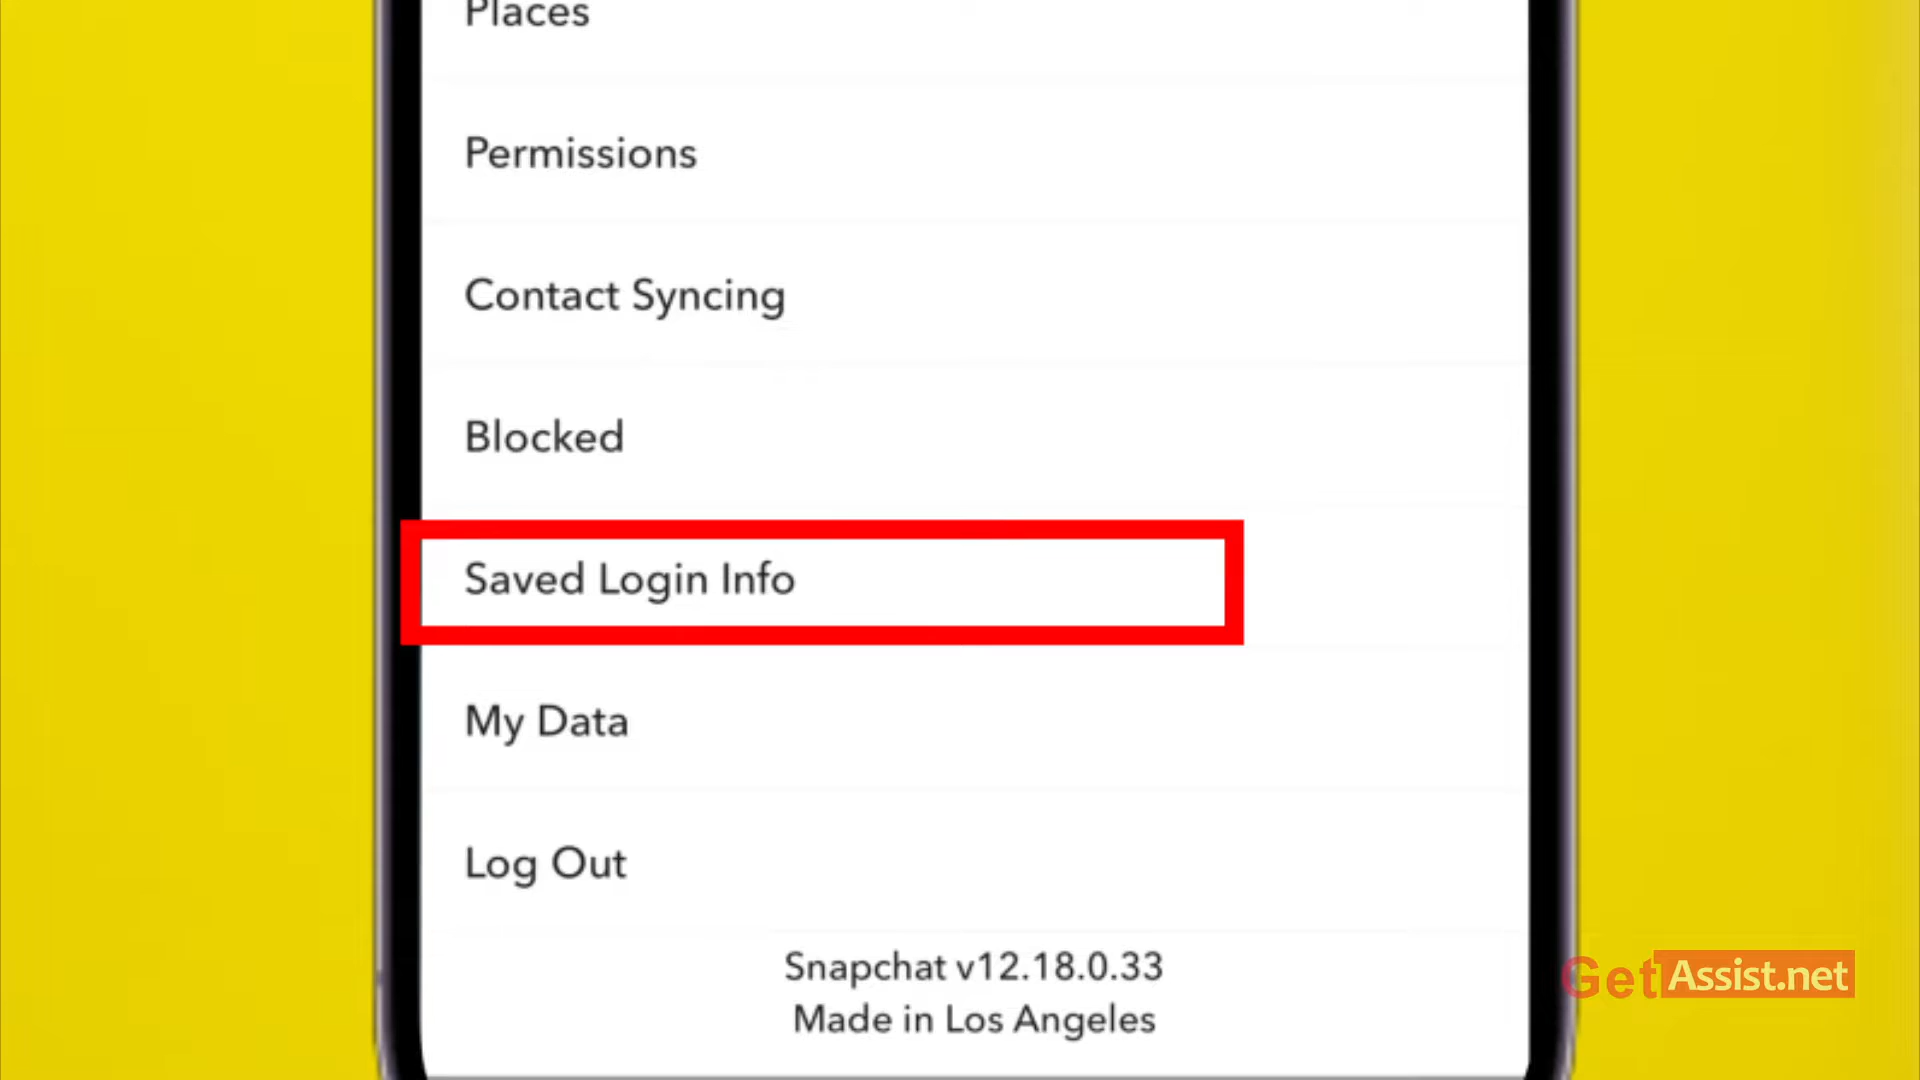 Places
Permissions
Contact Syncing
Blocked
Saved Login Info
My Data
Log Out
Snapchat v12.18.0.33
Made in Los Angeles
GetAssist.net